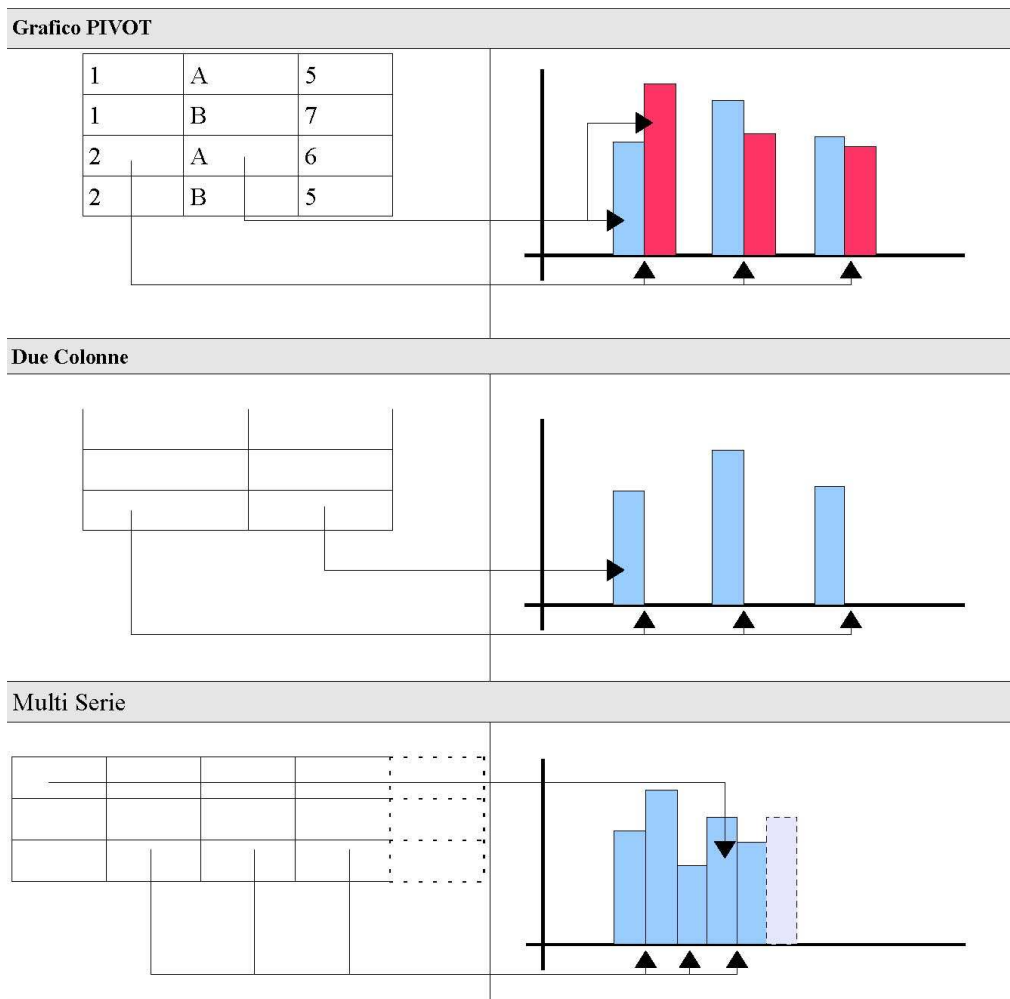 Grafico PIVOT
1 A 5
1 B 7
2 A 6
2 B 5
Due Colonne
Multi Serie